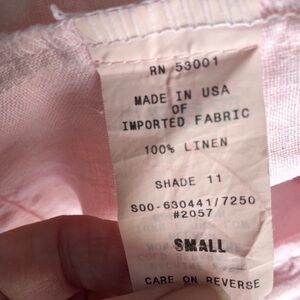 RN 53001
MADE IN USA
OF
IMPORTED FABRIC
100% LINEN
SHADE 11
S00-630441/7250
#2057
SMALL
CARE ON REVERSE